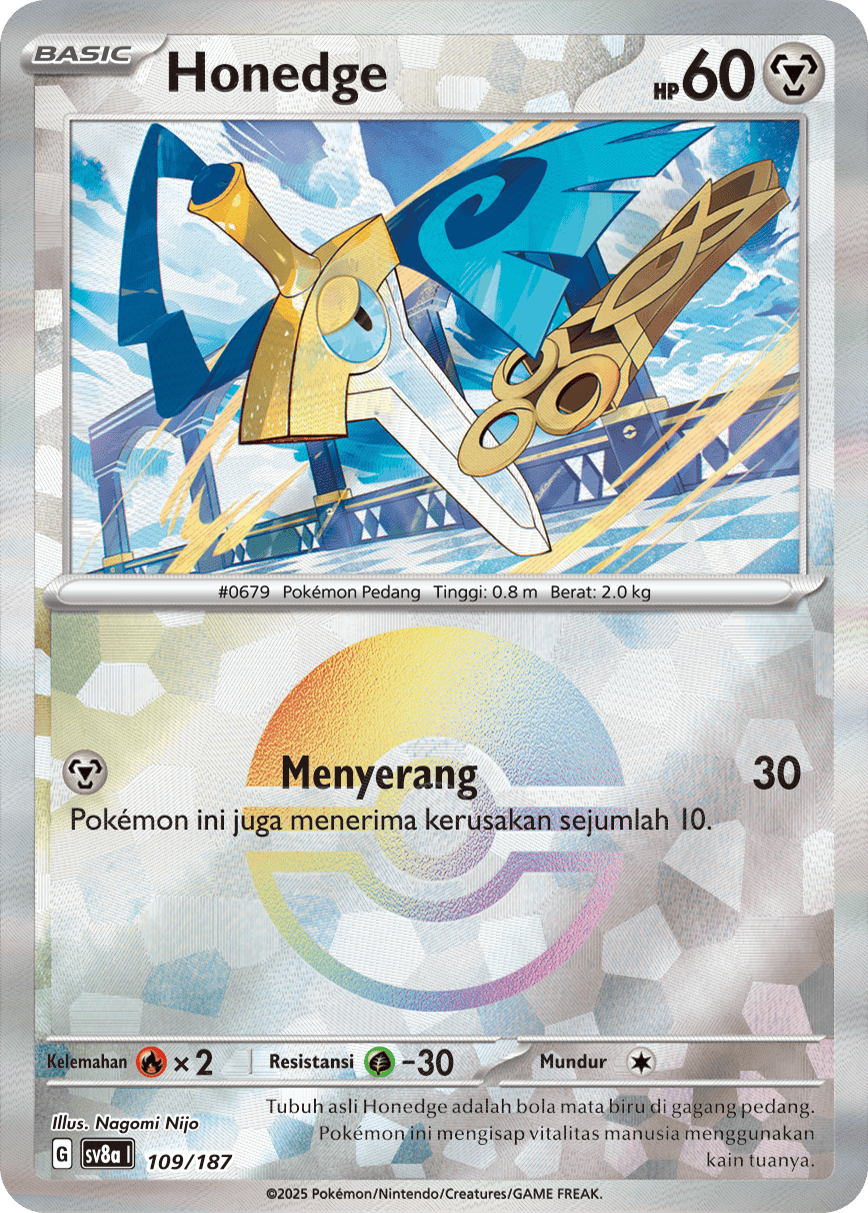 BASIC
Honedge
HP 60
#0679 Pokémon Pedang Tinggi: 0.8 m Berat: 2.0 kg
Menyerang 30
Pokémon ini juga menerima kerusakan sejumlah 10.
Kelemahan ×2 Resistansi -30 Mundur
Illus. Nagomi Nijo
Tubuh asli Honedge adalah bola mata biru di gagang pedang.
Pokémon ini mengisap vitalitas manusia menggunakan
kain tuanya.
G sv8a I 109/187
©2025 Pokémon/Nintendo/Creatures/GAME FREAK.